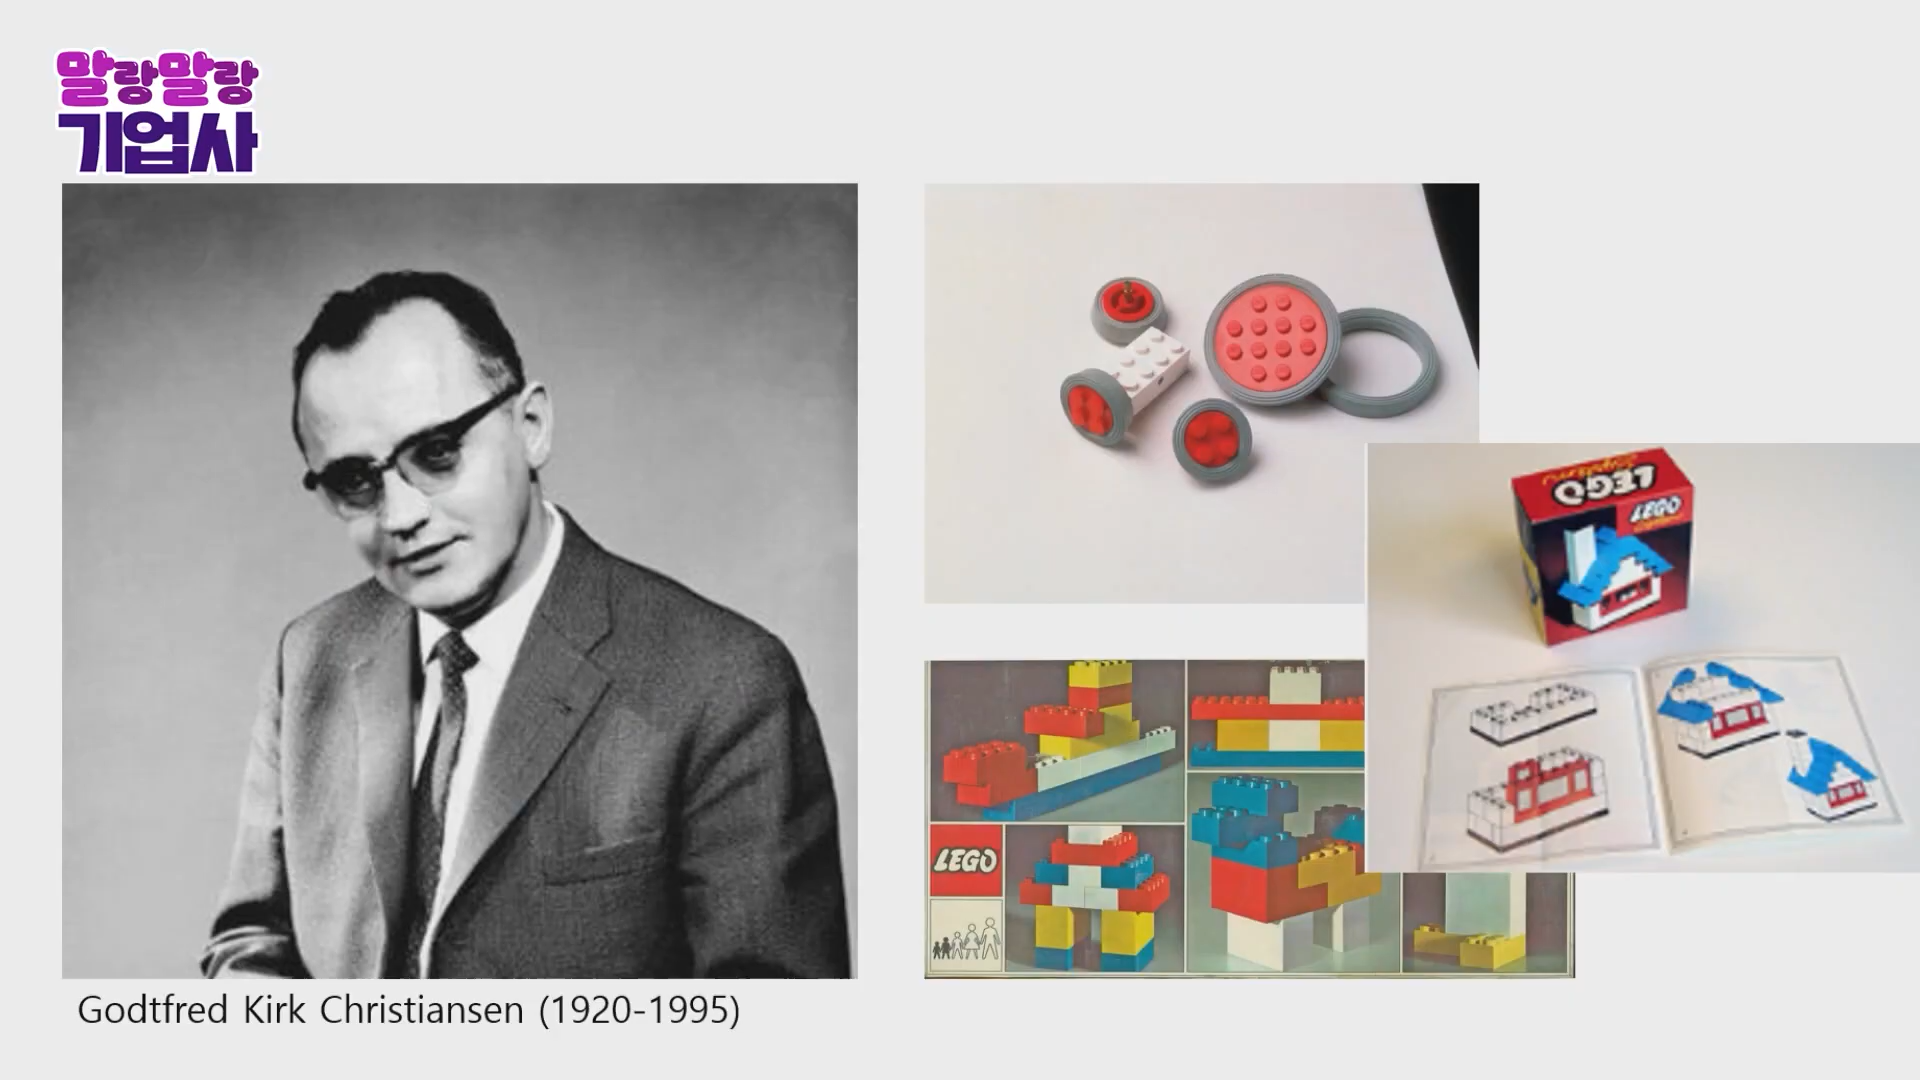 말랑말랑
기업사
LEGO
LEGO
LEGO
Godtfred Kirk Christiansen (1920-1995)